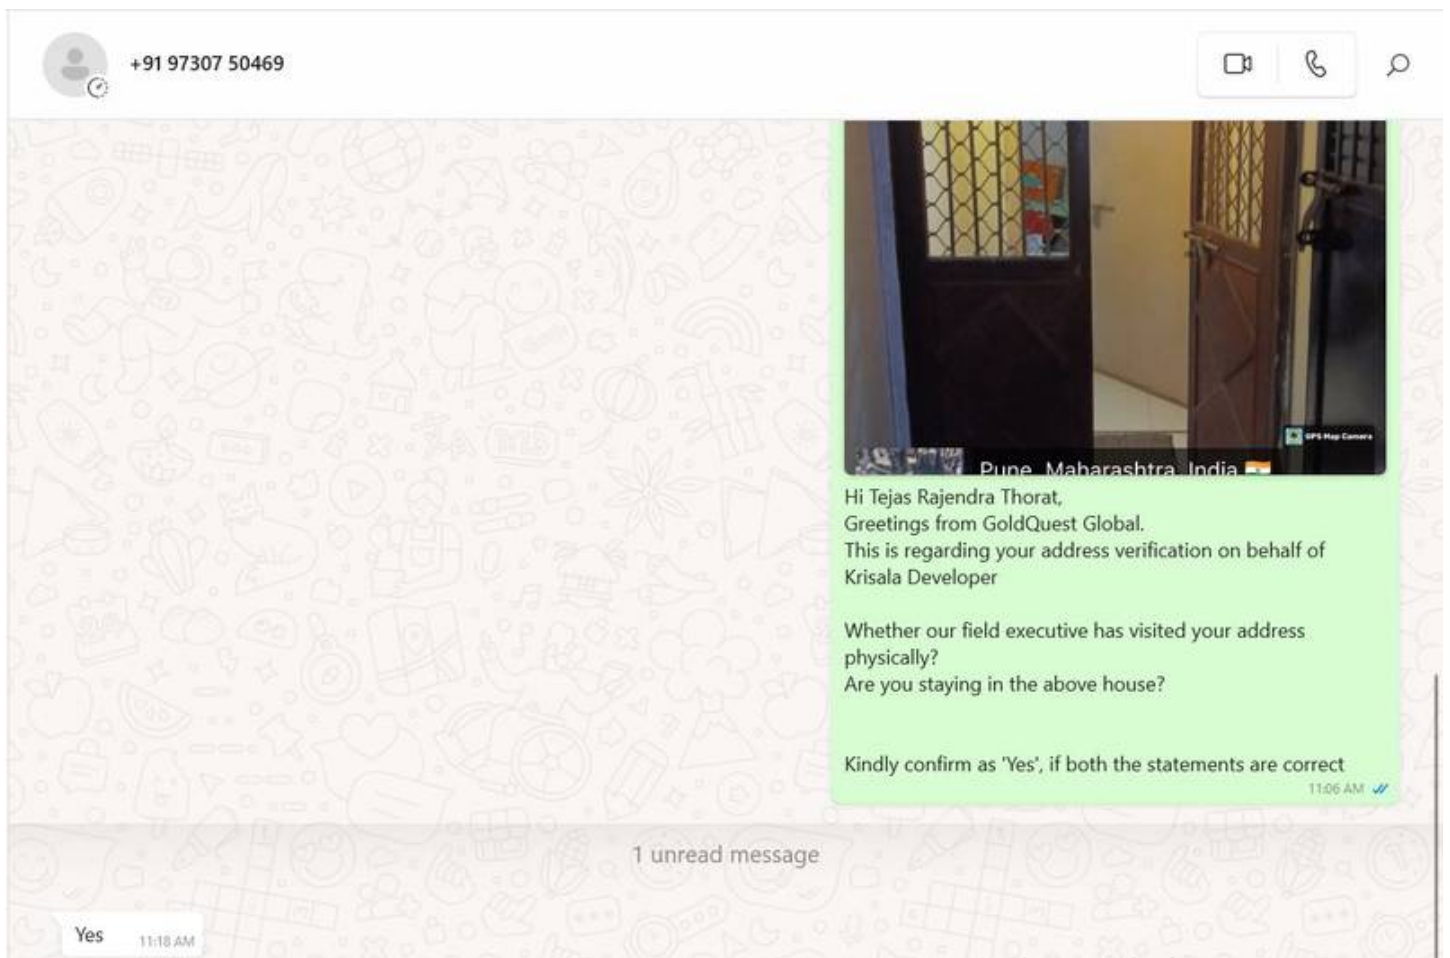 +91 97307 50469
GPS Map Camera
Pune, Maharashtra, India
Hi Tejas Rajendra Thorat,
Greetings from GoldQuest Global.
This is regarding your address verification on behalf of
Krisala Developer
Whether our field executive has visited your address
physically?
Are you staying in the above house?
Kindly confirm as 'Yes', if both the statements are correct
11:06 AM
1 unread message
Yes 11:18 AM